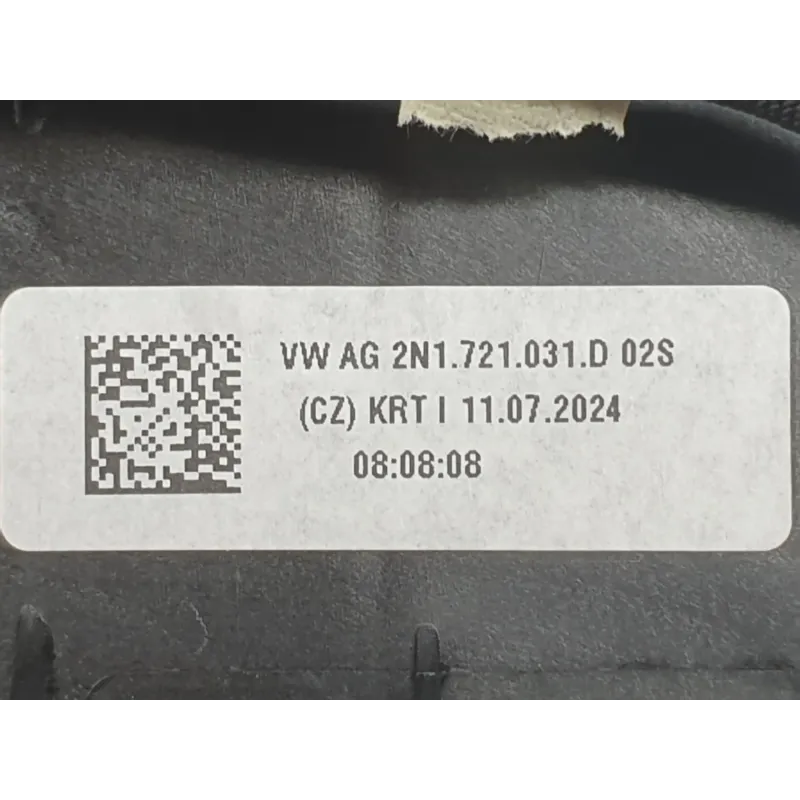 VW AG 2N1.721.031.D 02S
(CZ) KRT I 11.07.2024
08:08:08